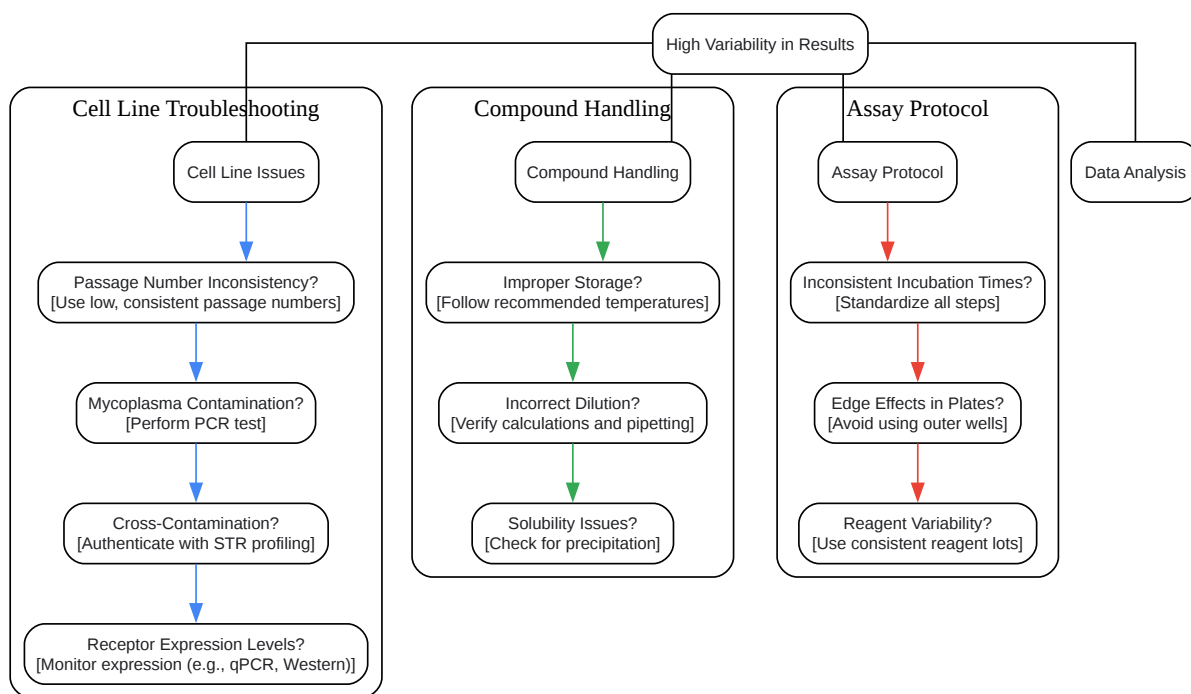 High Variability in Results
Cell Line Troubleshooting
Cell Line Issues
Passage Number Inconsistency?
[Use low, consistent passage numbers]
Mycoplasma Contamination?
[Perform PCR test]
Cross-Contamination?
[Authenticate with STR profiling]
Receptor Expression Levels?
[Monitor expression (e.g., qPCR, Western)]
Compound Handling
Compound Handling
Improper Storage?
[Follow recommended temperatures]
Incorrect Dilution?
[Verify calculations and pipetting]
Solubility Issues?
[Check for precipitation]
Assay Protocol
Assay Protocol
Inconsistent Incubation Times?
[Standardize all steps]
Edge Effects in Plates?
[Avoid using outer wells]
Reagent Variability?
[Use consistent reagent lots]
Data Analysis